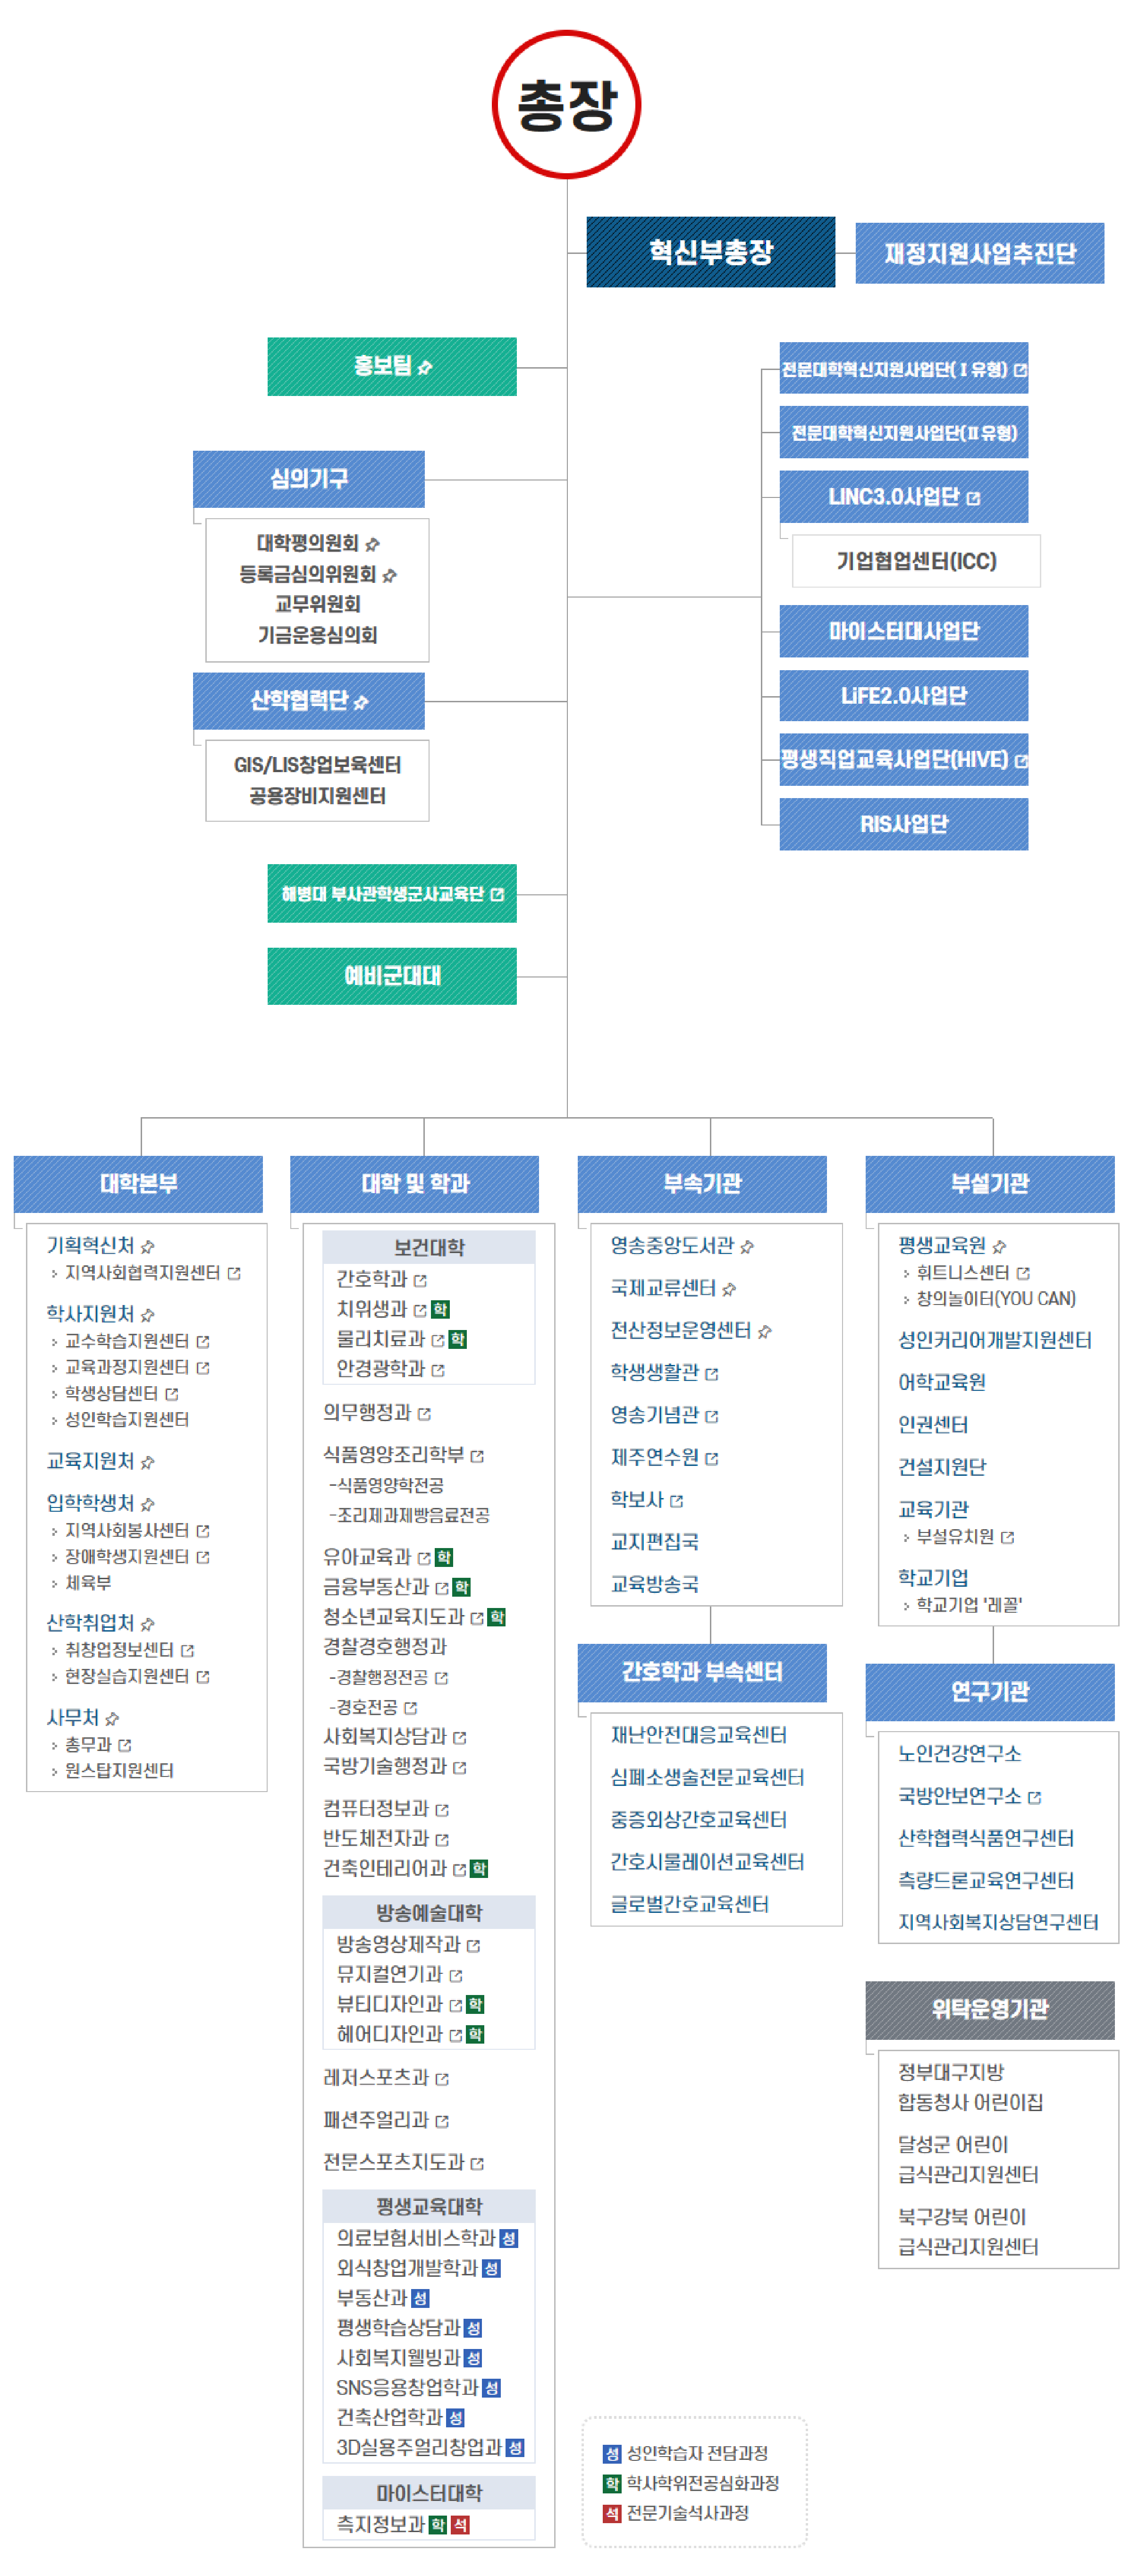 총장
혁신부총장
재정지원사업추진단
홍보팀
심의기구
대학평의원회
등록금심의위원회
교무위원회
기금운용심의회
산학협력단
GIS/LIS창업보육센터
공용장비지원센터
해병대 부사관학생군사교육단
예비군대대
전문대학혁신지원사업단(Ⅰ유형)
전문대학혁신지원사업단(Ⅱ유형)
LINC3.0사업단
기업협업센터(ICC)
마이스터대사업단
LiFE2.0사업단
평생직업교육사업단(HIVE)
RIS사업단
대학본부
기획혁신처
지역사회협력지원센터
학사지원처
교수학습지원센터
교육과정지원센터
학생상담센터
성인학습지원센터
교육지원처
입학학생처
지역사회봉사센터
장애학생지원센터
체육부
산학취업처
취창업정보센터
현장실습지원센터
사무처
총무과
원스탑지원센터
대학 및 학과
보건대학
간호학과
치위생과 학
물리치료과 학
안경광학과
의무행정과
식품영양조리학부
-식품영양학전공
-조리제과제빵음료전공
유아교육과 학
금융부동산과 학
청소년교육지도과 학
경찰경호행정과
-경찰행정전공
-경호전공
사회복지상담과
국방기술행정과
컴퓨터정보과
반도체전자과
건축인테리어과 학
방송예술대학
방송영상제작과
뮤지컬연기과
뷰티디자인과 학
헤어디자인과 학
레저스포츠과
패션주얼리과
전문스포츠지도과
평생교육대학
의료보험서비스학과 성
외식창업개발학과 성
부동산과 성
평생학습상담과 성
사회복지웰빙과 성
SNS응용창업학과 성
건축산업학과 성
3D실용주얼리창업과 성
마이스터대학
측지정보과 학 석
부속기관
영송중앙도서관
국제교류센터
전산정보운영센터
학생생활관
영송기념관
제주연수원
학보사
교지편집국
교육방송국
간호학과 부속센터
재난안전대응교육센터
심폐소생술전문교육센터
중증외상간호교육센터
간호시물레이션교육센터
글로벌간호교육센터
부설기관
평생교육원
휘트니스센터
창의놀이터(YOU CAN)
성인커리어개발지원센터
어학교육원
인권센터
건설지원단
교육기관
부설유치원
학교기업
학교기업 '레꼴'
연구기관
노인건강연구소
국방안보연구소
산학협력식품연구센터
측량드론교육연구센터
지역사회복지상담연구센터
위탁운영기관
정부대구지방
합동청사 어린이집
달성군 어린이
급식관리지원센터
북구강북 어린이
급식관리지원센터
성 성인학습자 전담과정
학 학사학위전공심화과정
석 전문기술석사과정